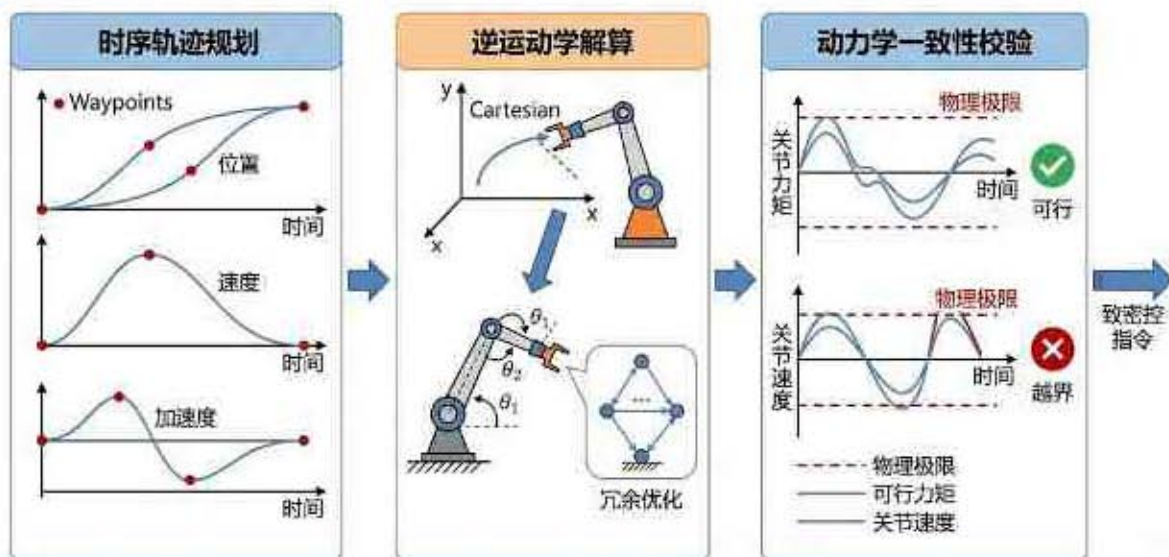 时序轨迹规划
Waypoints
位置
时间
速度
时间
加速度
时间
逆运动学解算
y
Cartesian
x
x
θ₁
θ₂
θ₁
...
冗余优化
动力学一致性校验
物理极限
关节力矩
时间
可行
物理极限
关节速度
时间
越界
物理极限
可行力矩
关节速度
致密控
指令